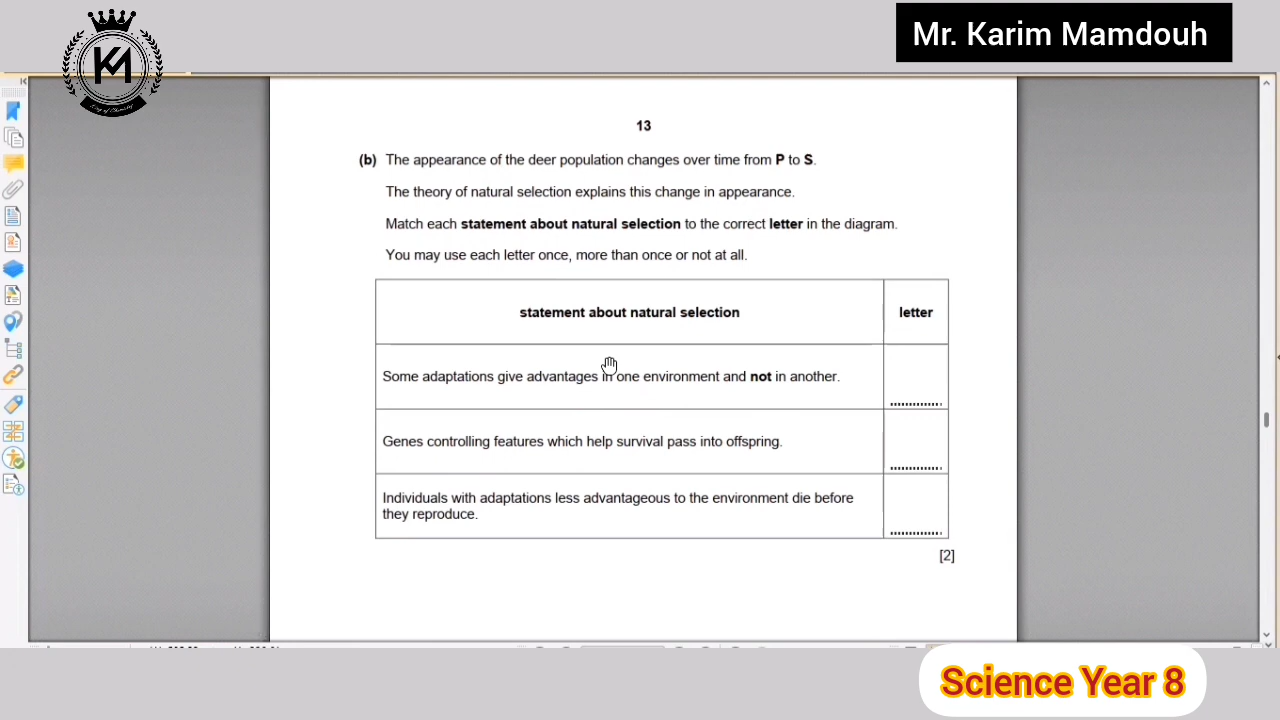 Mr. Karim Mamdouh
KM
King of Chemistry
13
(b) The appearance of the deer population changes over time from P to S.
The theory of natural selection explains this change in appearance.
Match each statement about natural selection to the correct letter in the diagram.
You may use each letter once, more than once or not at all.
statement about natural selection
letter
Some adaptations give advantages in one environment and not in another.
.............
Genes controlling features which help survival pass into offspring.
.............
Individuals with adaptations less advantageous to the environment die before
they reproduce.
.............
[2]
Science Year 8